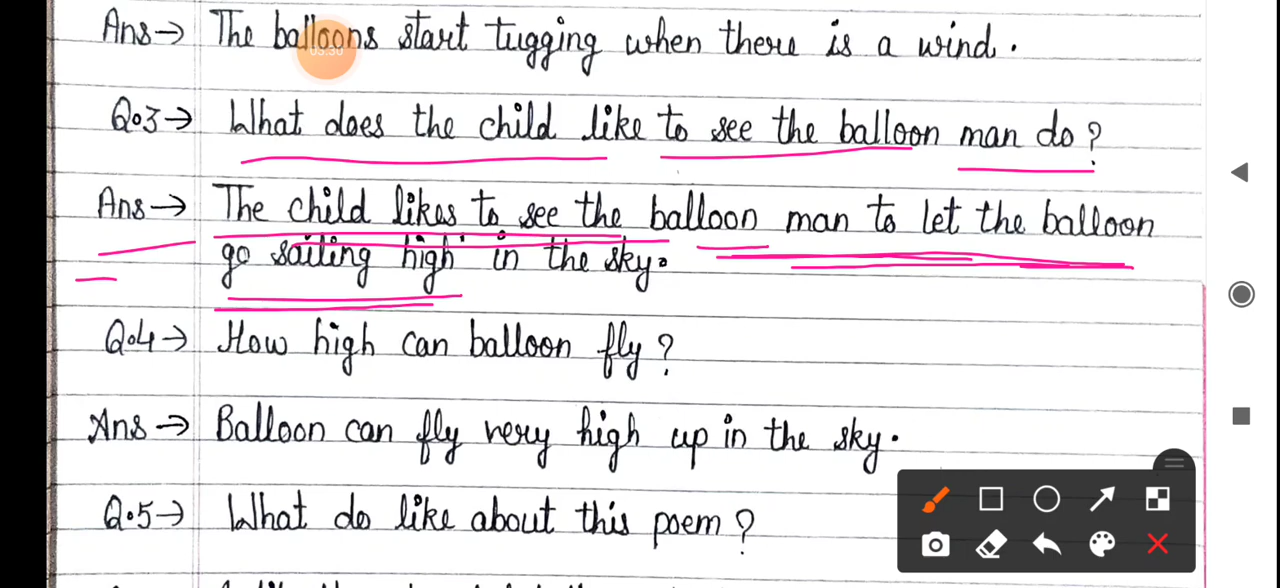 Ans→ The balloons start tugging when there is a wind.
Q.3→ What does the child like to see the balloon man do?
Ans→ The child likes to see the balloon man to let the balloon
go sailing high in the sky.
Q.4→ How high can balloon fly?
Ans→ Balloon can fly very high up in the sky.
Q.5→ What do like about this poem?